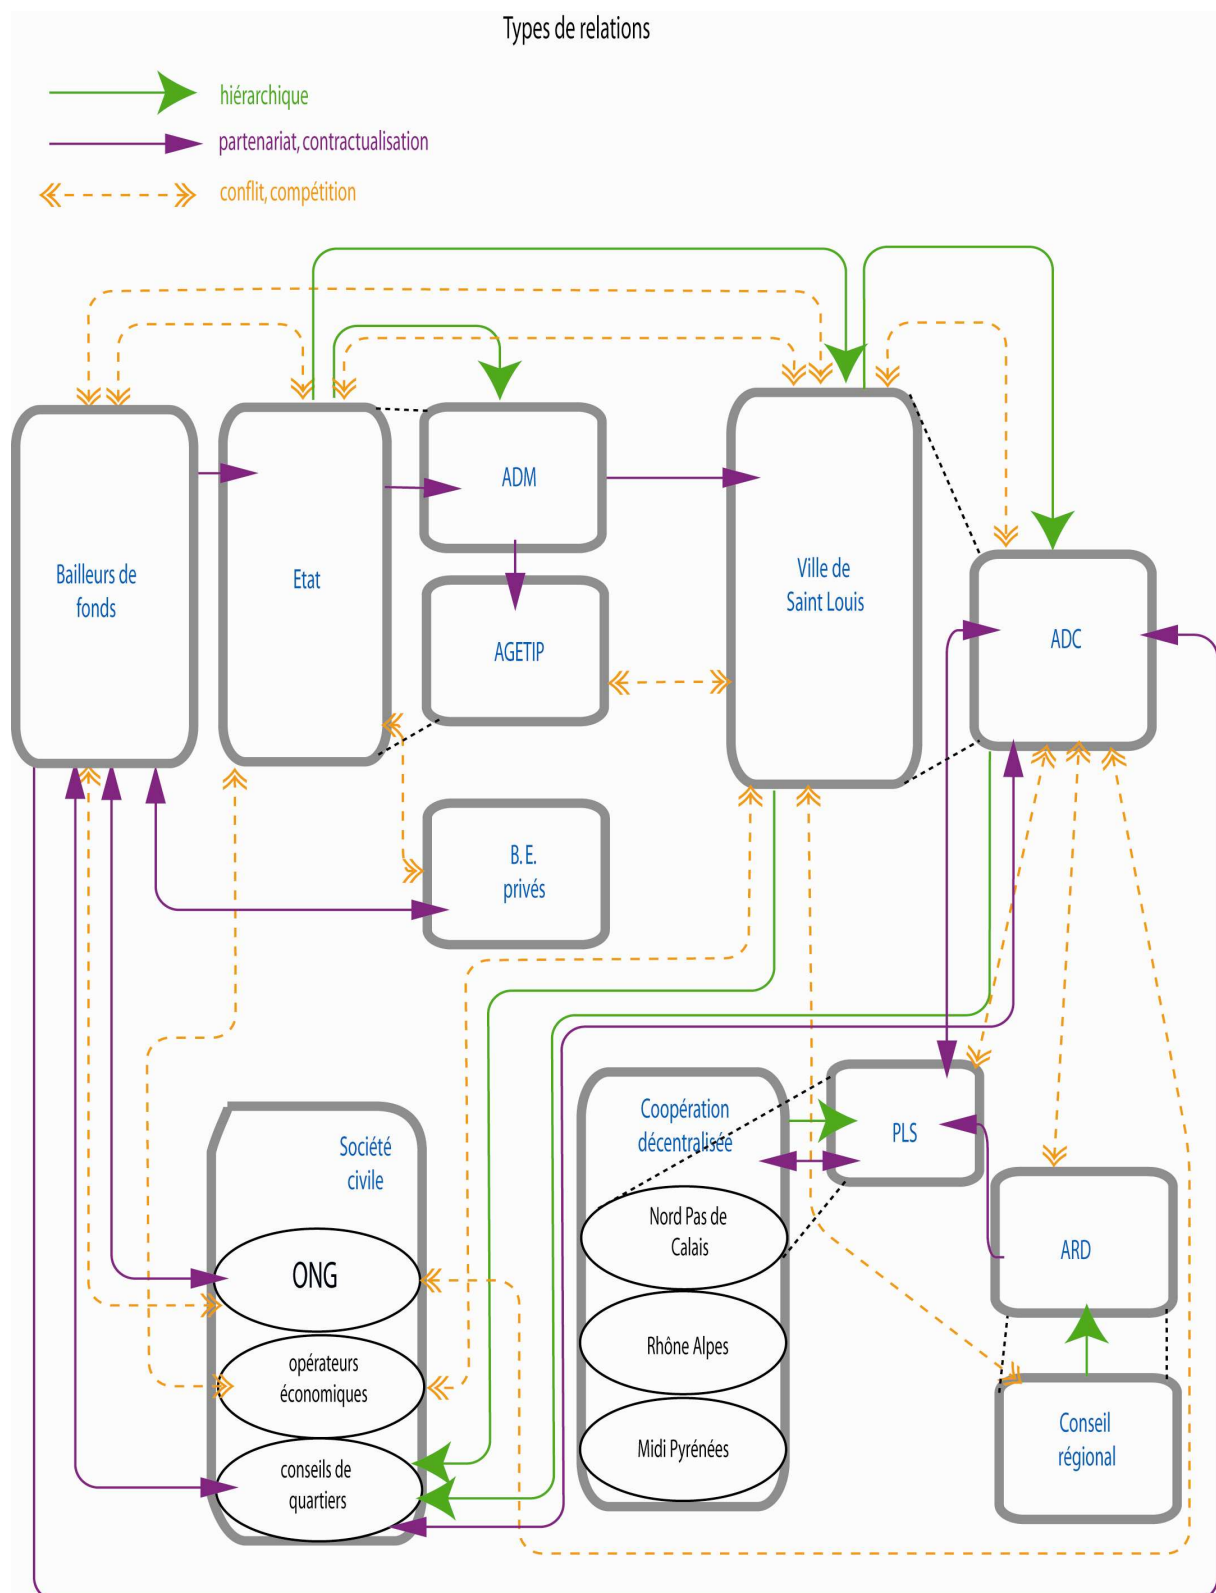 Types de relations
hiérarchique
partenariat, contractualisation
conflit, compétition
Bailleurs de
fonds
Etat
ADM
AGETIP
B. E.
privés
Ville de
Saint Louis
ADC
Société
civile
ONG
opérateurs
économiques
conseils de
quartiers
Coopération
décentralisée
Nord Pas de
Calais
Rhône Alpes
Midi Pyrénées
PLS
ARD
Conseil
régional